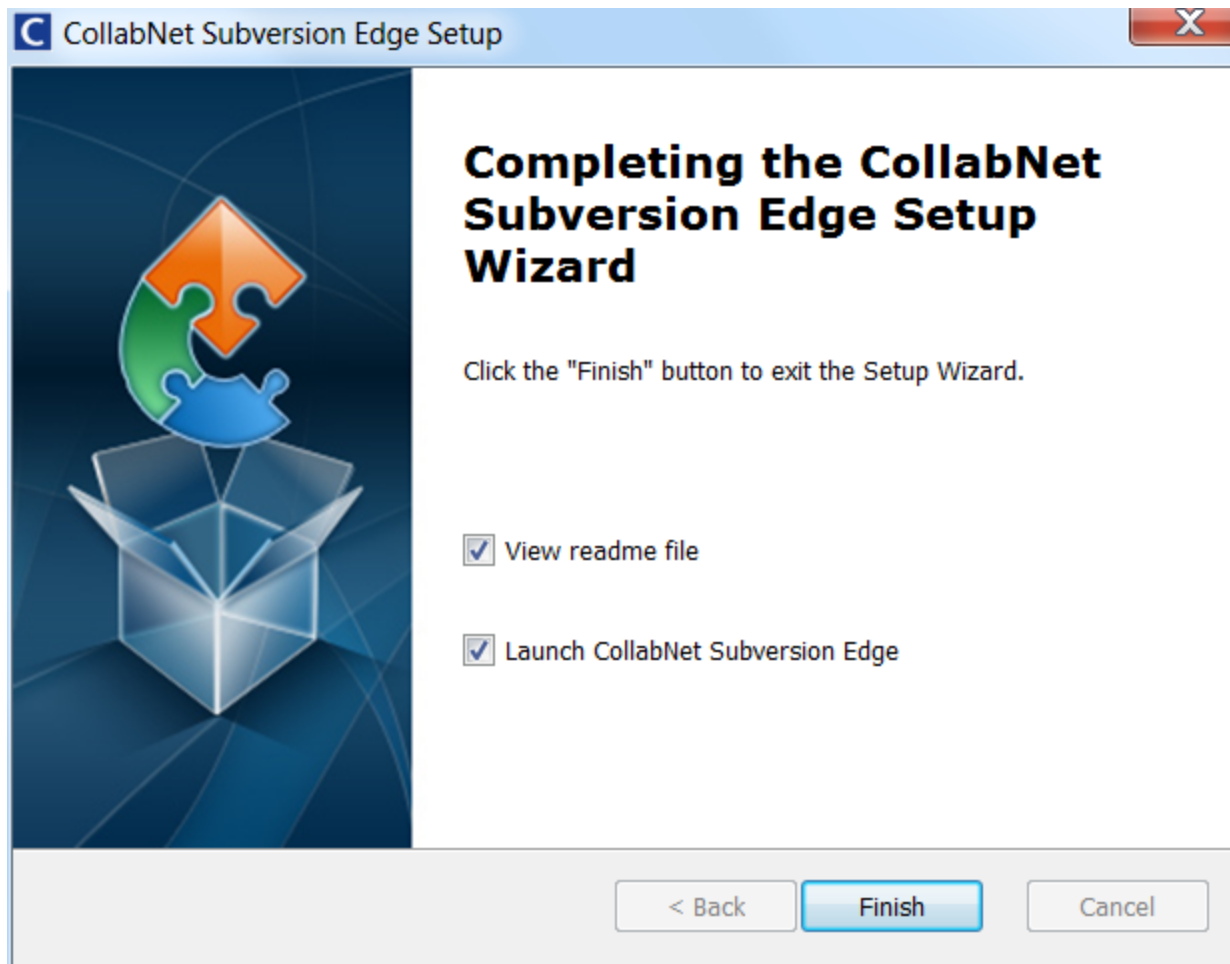 CollabNet Subversion Edge Setup
Completing the CollabNet
Subversion Edge Setup
Wizard
Click the "Finish" button to exit the Setup Wizard.
View readme file
Launch CollabNet Subversion Edge
< Back
Finish
Cancel